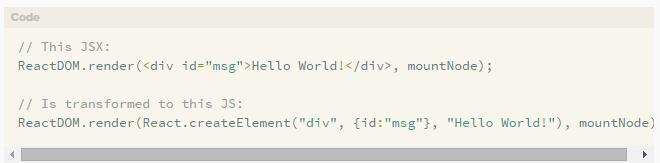 Code
// This JSX:
ReactDOM.render(<div id="msg">Hello World!</div>, mountNode);
// Is transformed to this JS:
ReactDOM.render(React.createElement("div", {id:"msg"}, "Hello World!"), mountNode)